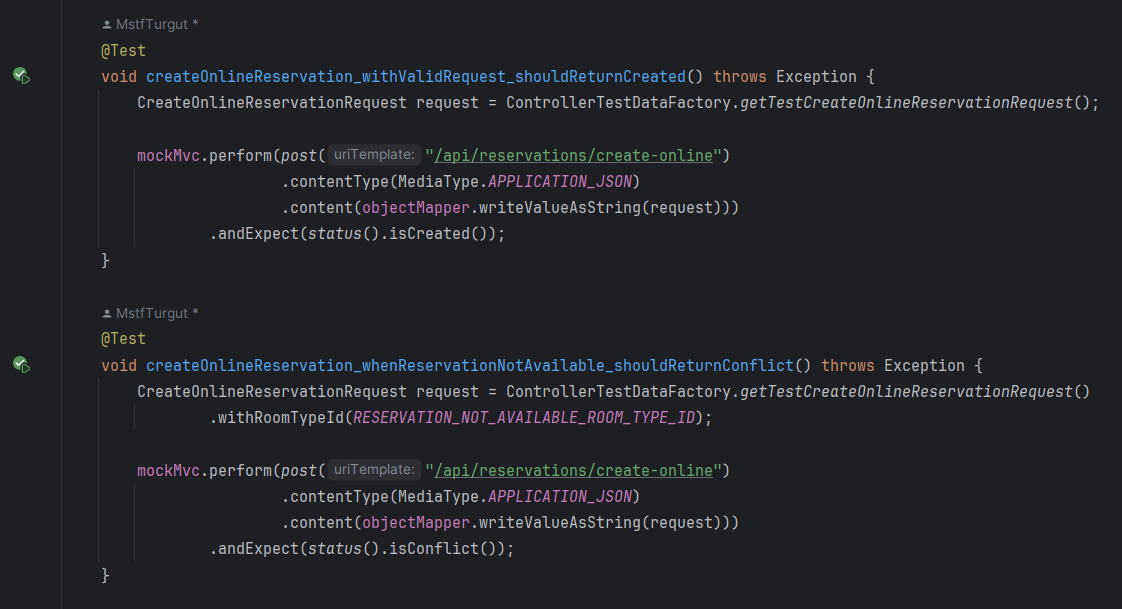 MstfTurgut *
@Test
void createOnlineReservation_withValidRequest_shouldReturnCreated() throws Exception {
    CreateOnlineReservationRequest request = ControllerTestDataFactory.getTestCreateOnlineReservationRequest();
    mockMvc.perform(post( uriTemplate: "/api/reservations/create-online")
                    .contentType(MediaType.APPLICATION_JSON)
                    .content(objectMapper.writeValueAsString(request)))
            .andExpect(status().isCreated());
}
MstfTurgut *
@Test
void createOnlineReservation_whenReservationNotAvailable_shouldReturnConflict() throws Exception {
    CreateOnlineReservationRequest request = ControllerTestDataFactory.getTestCreateOnlineReservationRequest()
            .withRoomTypeId(RESERVATION_NOT_AVAILABLE_ROOM_TYPE_ID);
    mockMvc.perform(post( uriTemplate: "/api/reservations/create-online")
                    .contentType(MediaType.APPLICATION_JSON)
                    .content(objectMapper.writeValueAsString(request)))
            .andExpect(status().isConflict());
}